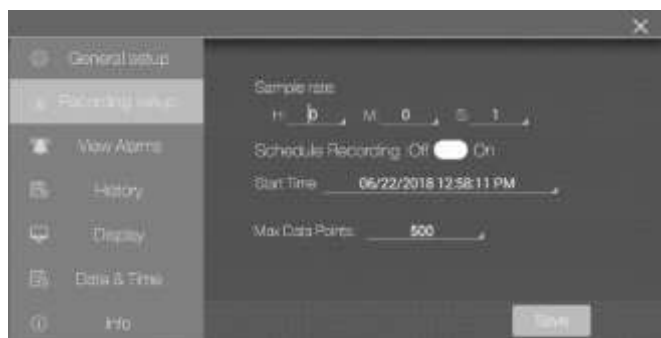 General setup
Recording setup
View Alarms
History
Display
Date & Time
Info
Sample rate:
H: 0 M: 0 S: 1
Schedule Recording: Off On
Start Time: 06/22/2018 12:58:11 PM
Max Data Points: 500
Save